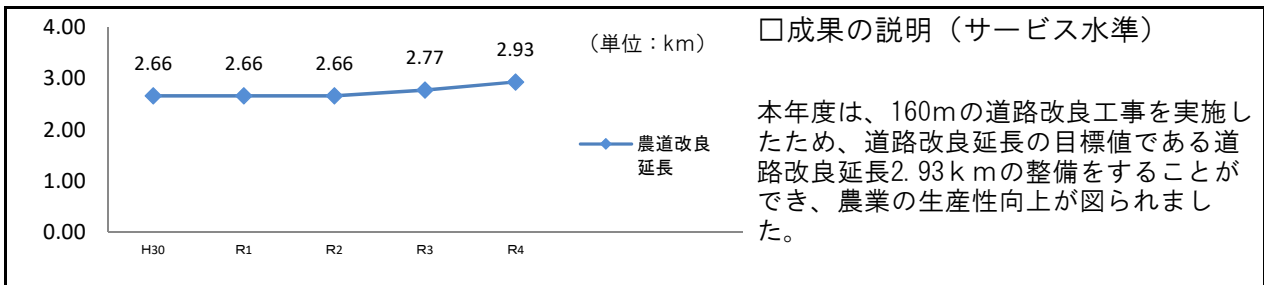 4.00
3.00
2.00
1.00
0.00
2.66
2.66
2.66
2.77
2.93
H30
R1
R2
R3
R4
（単位：km）
農道改良
延長
□成果の説明（サービス水準）
本年度は、160mの道路改良工事を実施し
たため、道路改良延長の目標値である道
路改良延長2.93ｋｍの整備をすることが
でき、農業の生産性向上が図られまし
た。